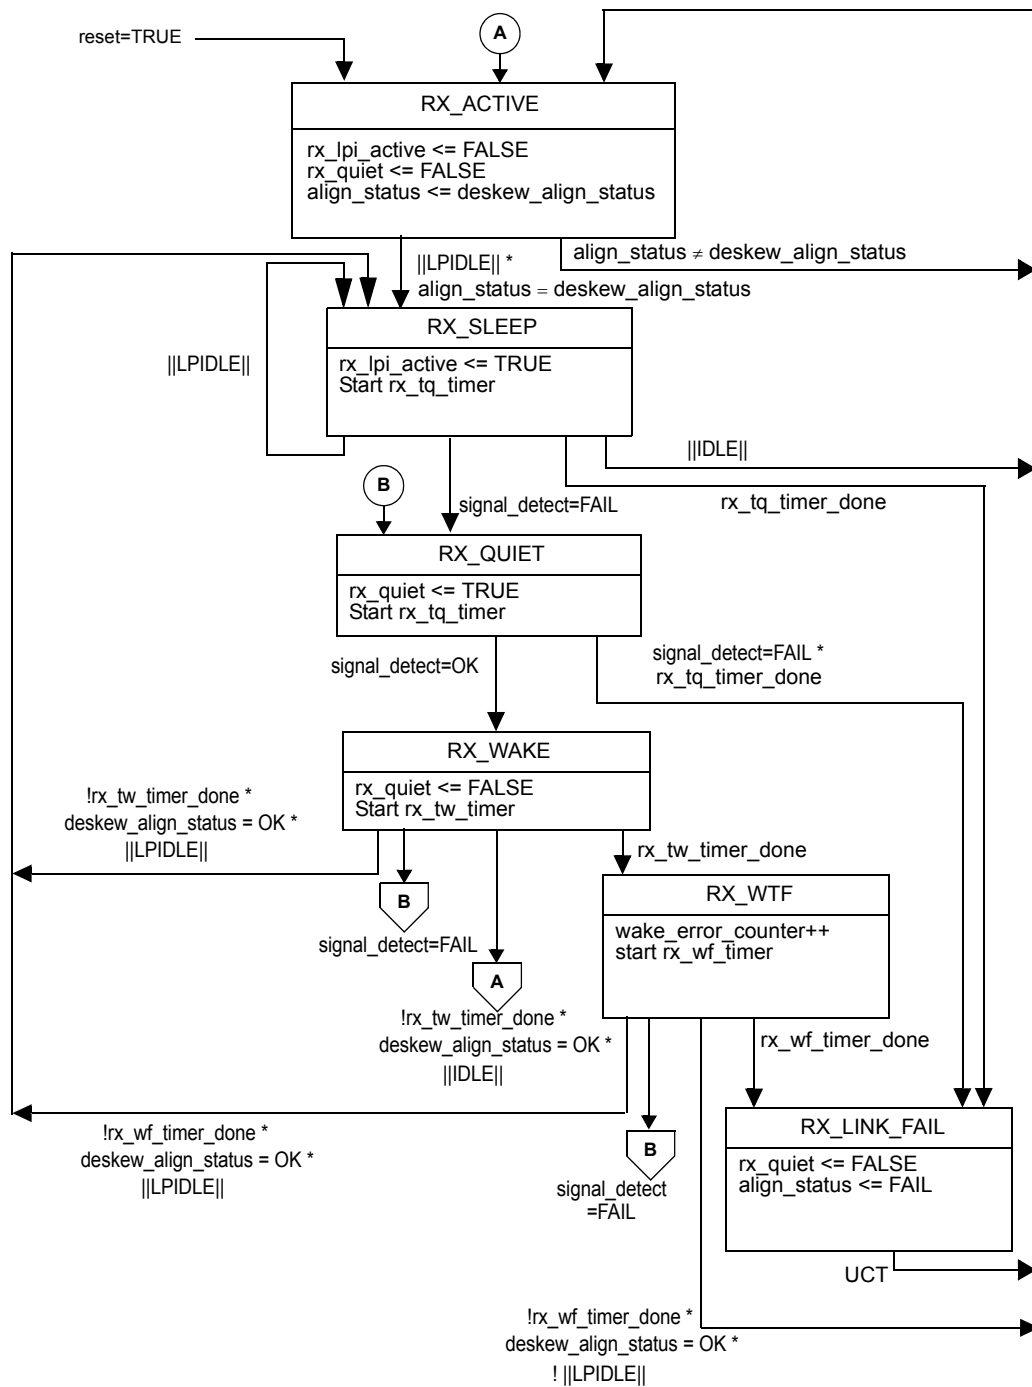 reset=TRUE
A
RX_ACTIVE
rx_lpi_active <= FALSE
rx_quiet <= FALSE
align_status <= deskew_align_status
align_status ≠ deskew_align_status
||LPIDLE|| *
align_status = deskew_align_status
RX_SLEEP
||LPIDLE||
rx_lpi_active <= TRUE
Start rx_tq_timer
||IDLE||
B
signal_detect=FAIL
rx_tq_timer_done
RX_QUIET
rx_quiet <= TRUE
Start rx_tq_timer
signal_detect=OK
signal_detect=FAIL *
rx_tq_timer_done
RX_WAKE
rx_quiet <= FALSE
Start rx_tw_timer
!rx_tw_timer_done *
deskew_align_status = OK *
||LPIDLE||
rx_tw_timer_done
B
signal_detect=FAIL
RX_WTF
wake_error_counter++
start rx_wf_timer
A
!rx_tw_timer_done *
deskew_align_status = OK *
||IDLE||
rx_wf_timer_done
!rx_wf_timer_done *
deskew_align_status = OK *
||LPIDLE||
B
signal_detect
=FAIL
RX_LINK_FAIL
rx_quiet <= FALSE
align_status <= FAIL
UCT
!rx_wf_timer_done *
deskew_align_status = OK *
! ||LPIDLE||